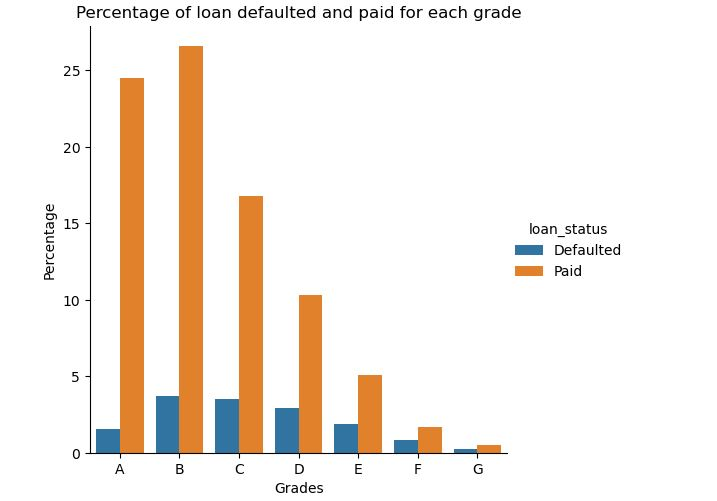 Percentage of loan defaulted and paid for each grade
25
20
15
10
5
0
Percentage
A B C D E F G
Grades
loan_status
Defaulted
Paid